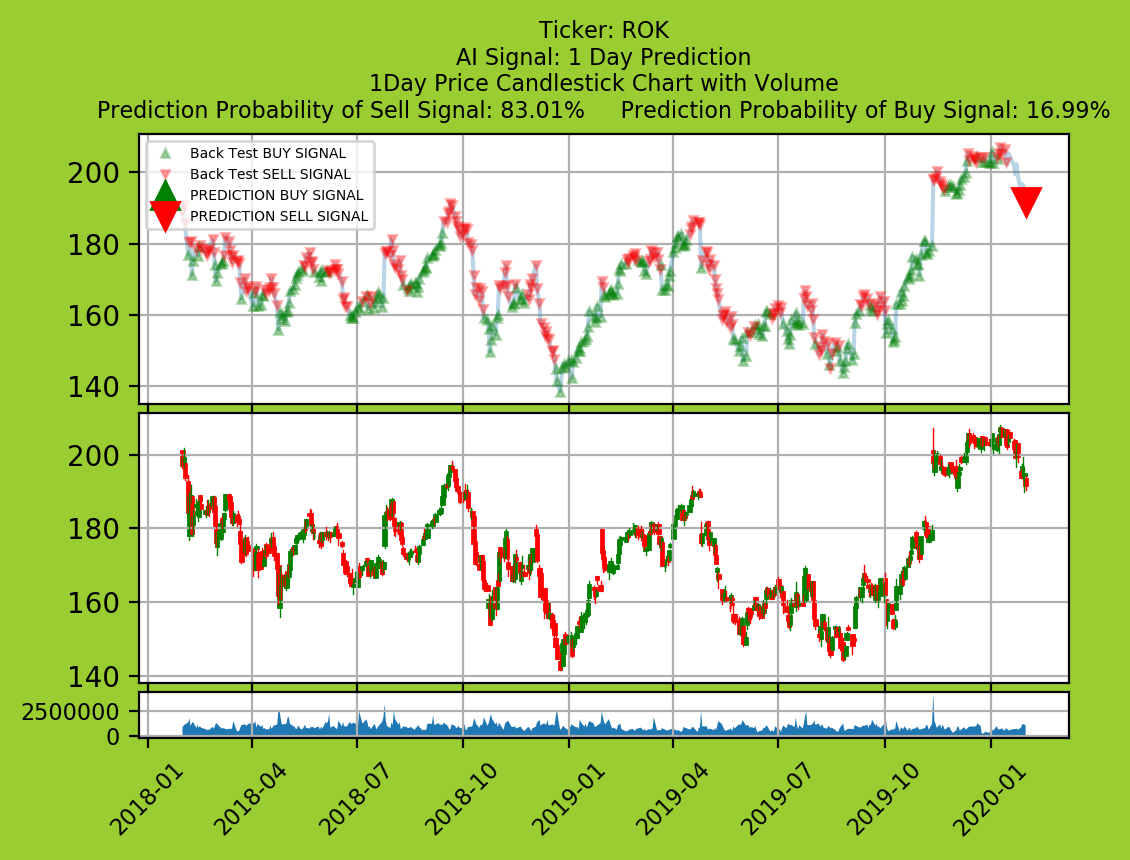 Ticker: ROK
AI Signal: 1 Day Prediction
1Day Price Candlestick Chart with Volume
Prediction Probability of Sell Signal: 83.01%     Prediction Probability of Buy Signal: 16.99%
Back Test BUY SIGNAL
Back Test SELL SIGNAL
PREDICTION BUY SIGNAL
PREDICTION SELL SIGNAL
200
180
160
140
200
180
160
140
2500000
0
2018-01
2018-04
2018-07
2018-10
2019-01
2019-04
2019-07
2019-10
2020-01